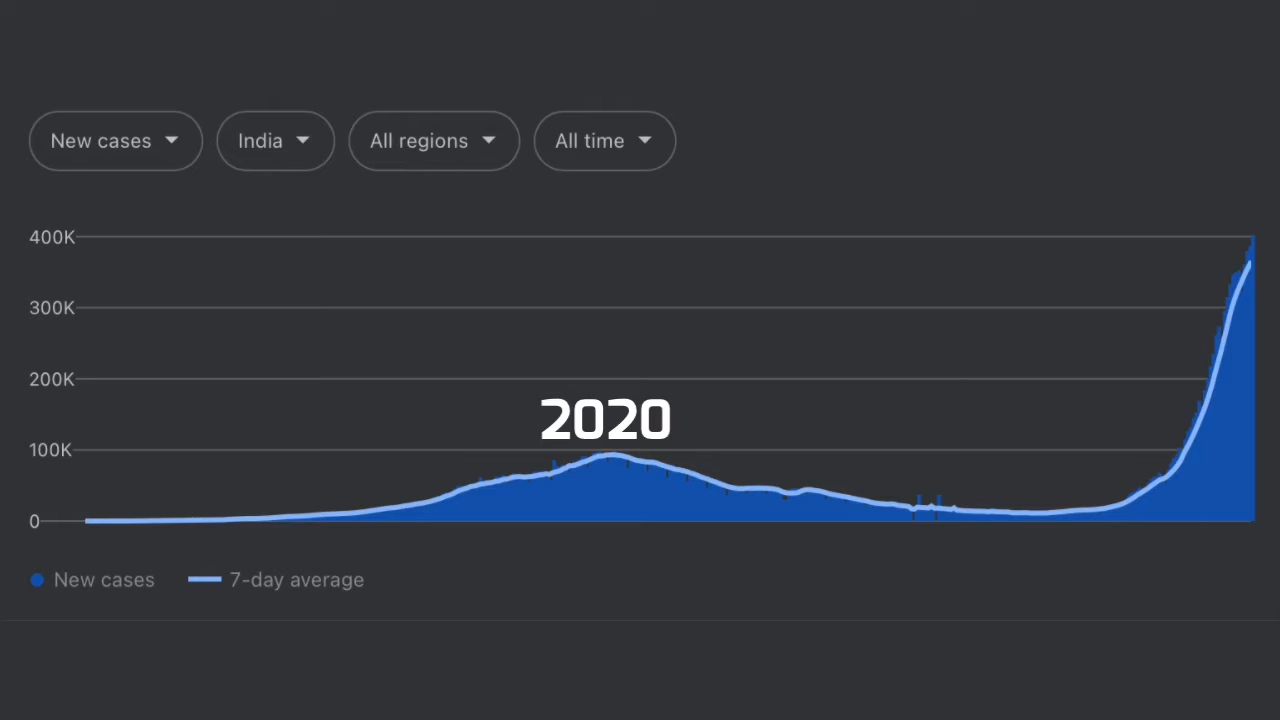 New cases India All regions All time
400K
300K
200K
2020
100K
0
New cases 7-day average